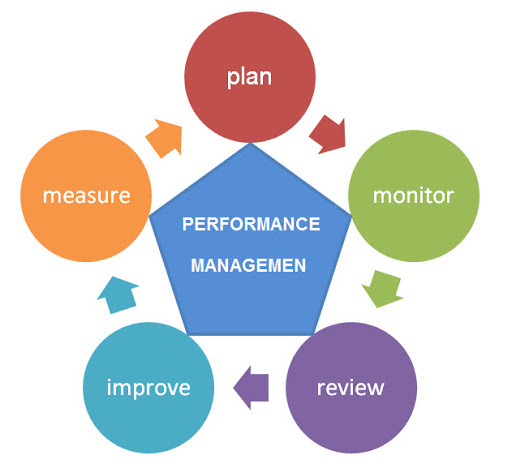 plan
measure
monitor
PERFORMANCE
MANAGEMEN
improve
review